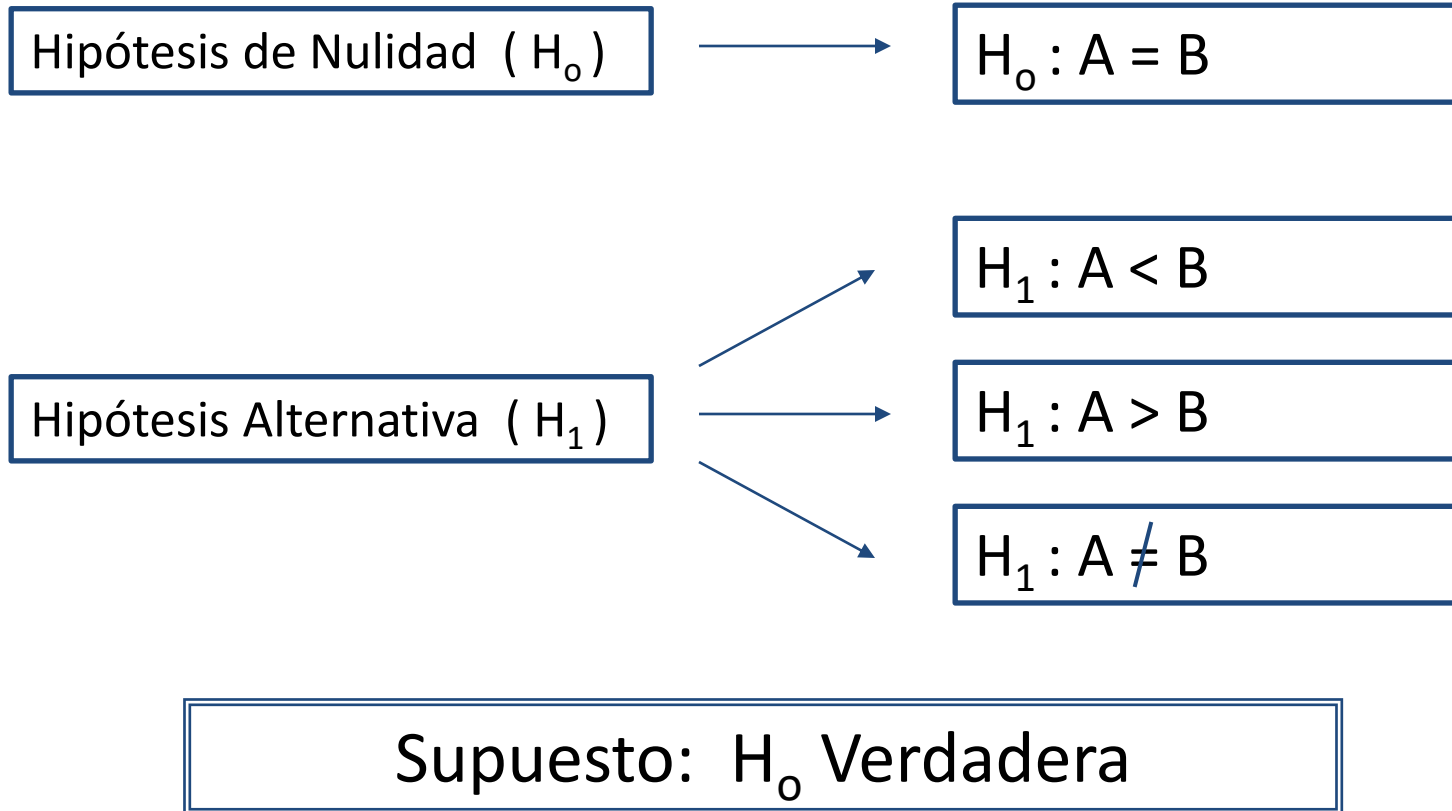 Hipótesis de Nulidad ( Hₒ )
Hₒ : A = B
H₁ : A < B
Hipótesis Alternativa ( H₁ )
H₁ : A > B
H₁ : A ≠ B
Supuesto: Hₒ Verdadera